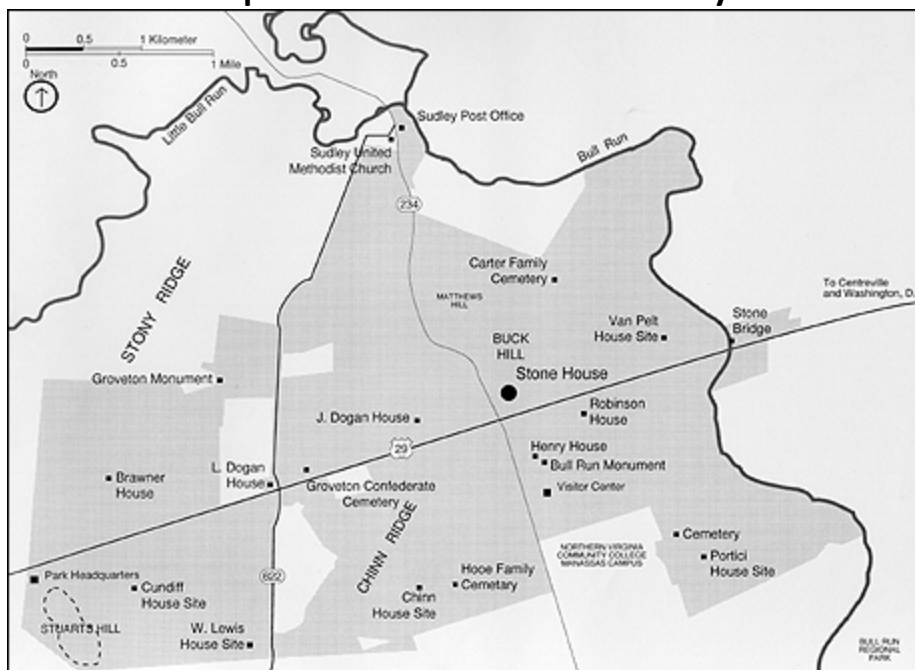 0 0.5 1 Kilometer
0 0.5 1 Mile
North
Little Bull Run
Sudley Post Office
Sudley United
Methodist Church
Bull Run
234
STONY RIDGE
Carter Family
Cemetery
MATTHEWS
HILL
To Centreville
and Washington, D.
Van Pelt
House Site
Stone
Bridge
BUCK
HILL
Stone House
Groveton Monument
J. Dogan House
Robinson
House
29
Henry House
Bull Run Monument
Visitor Center
Brawner
House
L. Dogan
House
Groveton Confederate
Cemetery
CHINN RIDGE
NORTHERN VIRGINIA
COMMUNITY COLLEGE
MANASSAS CAMPUS
Cemetery
Portici
House Site
Park Headquarters
622
Cundiff
House Site
Hooe Family
Cemetary
Chinn
House Site
STUARTS HILL
W. Lewis
House Site
BULL RUN
REGIONAL
PARK